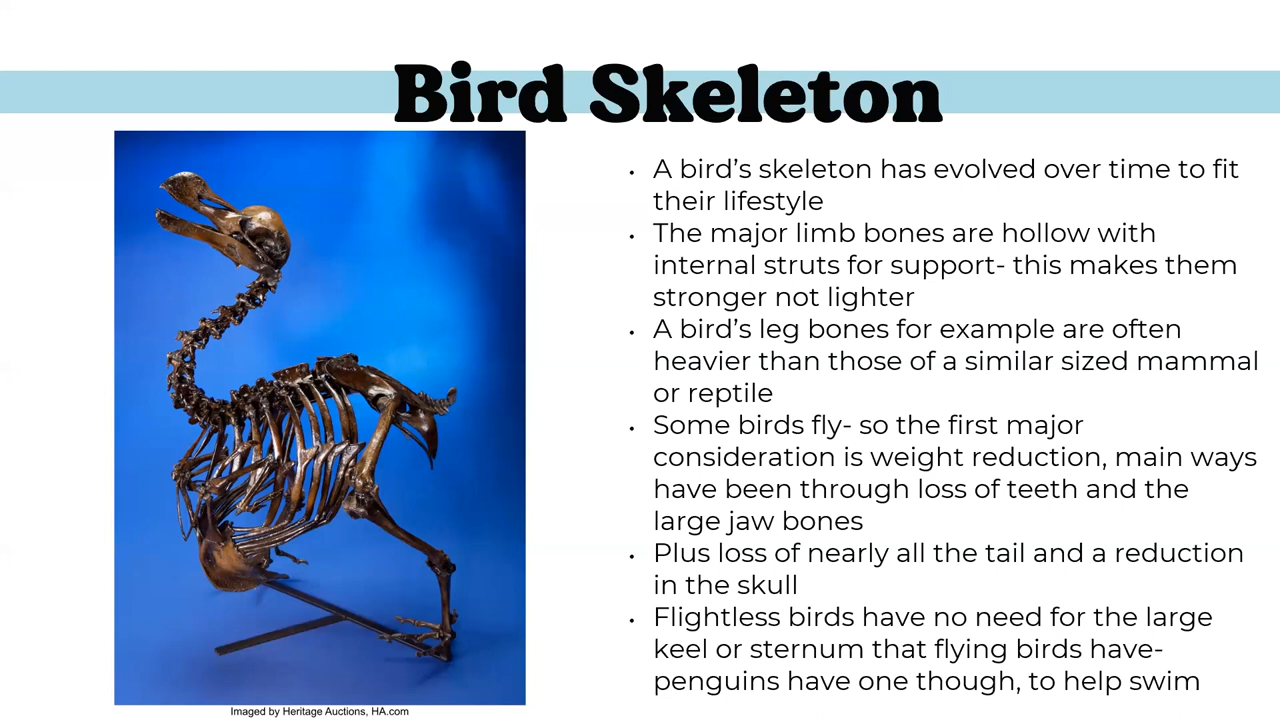 Bird Skeleton
• A bird’s skeleton has evolved over time to fit
their lifestyle
• The major limb bones are hollow with
internal struts for support- this makes them
stronger not lighter
• A bird’s leg bones for example are often
heavier than those of a similar sized mammal
or reptile
• Some birds fly- so the first major
consideration is weight reduction, main ways
have been through loss of teeth and the
large jaw bones
• Plus loss of nearly all the tail and a reduction
in the skull
• Flightless birds have no need for the large
keel or sternum that flying birds have-
penguins have one though, to help swim
Imaged by Heritage Auctions, HA.com